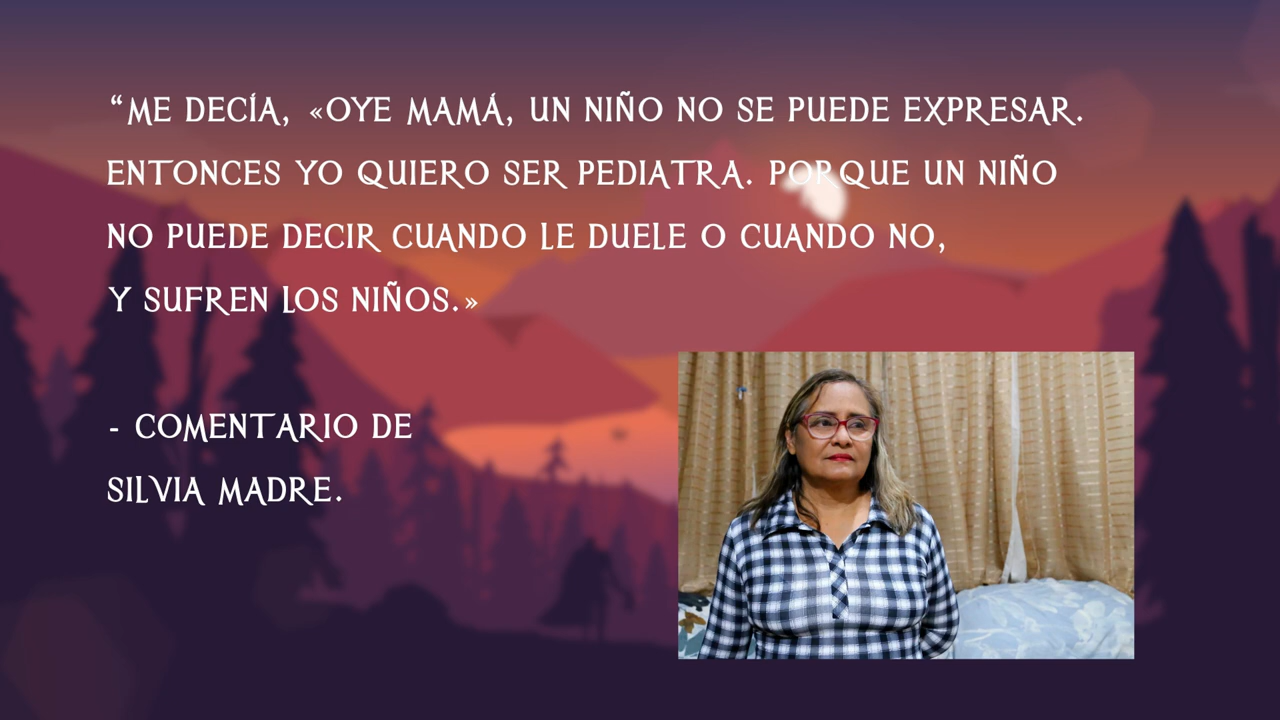 “ME DECÍA, «OYE MAMÁ, UN NIÑO NO SE PUEDE EXPRESAR.
ENTONCES YO QUIERO SER PEDIATRA. PORQUE UN NIÑO
NO PUEDE DECIR CUANDO LE DUELE O CUANDO NO,
Y SUFREN LOS NIÑOS.»
- COMENTARIO DE
SILVIA MADRE.